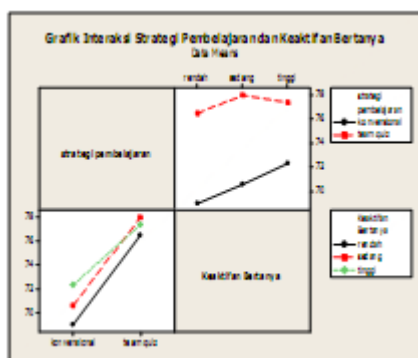 Grafik Interaksi Strategi Pembelajaran dan Keaktifan Bertanya
Data Means
rendah sedang tinggi
78
76
74
72
70
strategi
pembelajaran
konvensional
team quiz
strategi pembelajaran
78
76
74
72
70
Keaktifan Bertanya
Keaktifan
Bertanya
rendah
sedang
tinggi
konvensional team quiz